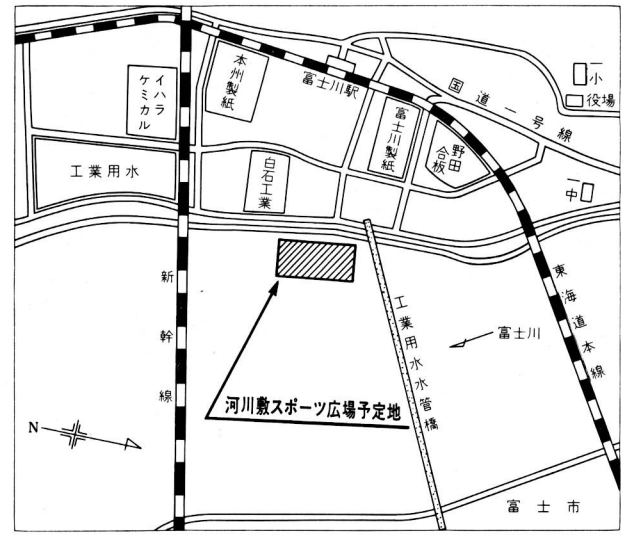 イハラ
ケミカル
本州製紙
富士川駅
国道一号線
一小
役場
富士川製紙
野田
合板
工業用水
白石工業
一中
新幹線
工業用水水管橋
富士川
東海道本線
河川敷スポーツ広場予定地
N
富士市